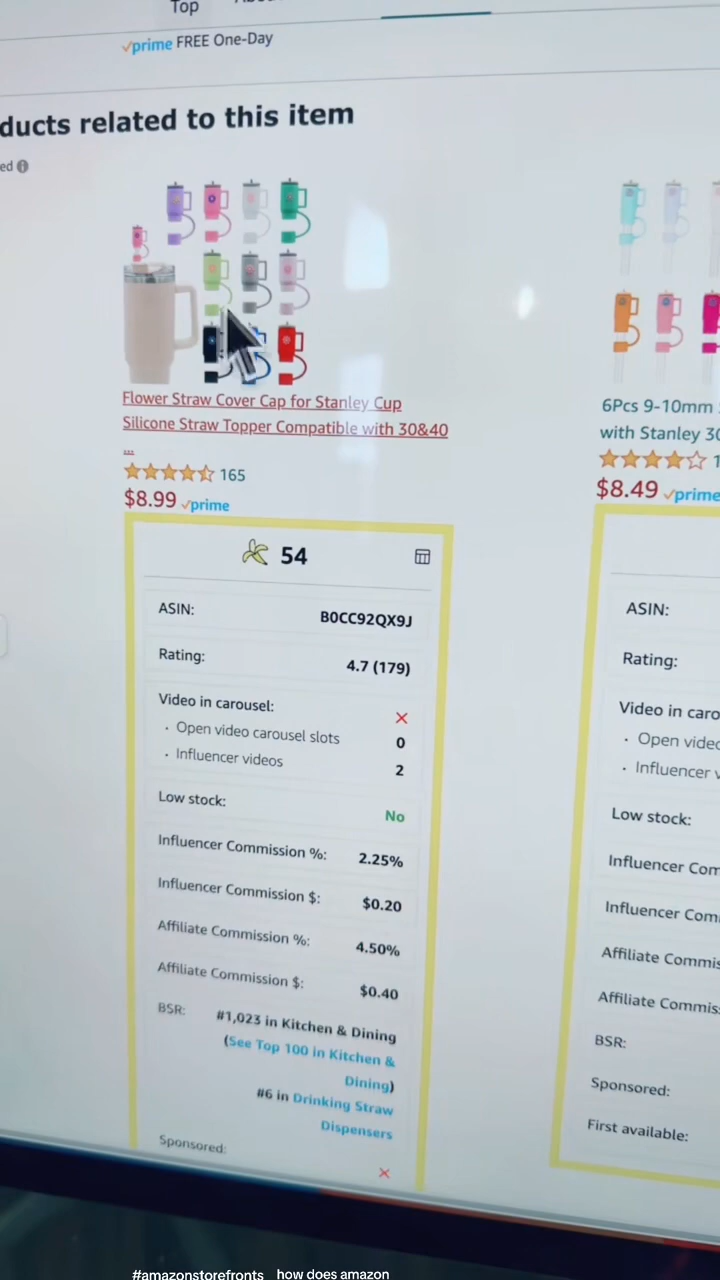 Top
prime FREE One-Day
ducts related to this item
ed
Flower Straw Cover Cap for Stanley Cup
Silicone Straw Topper Compatible with 30&40
...
165
$8.99 prime
54
ASIN: B0CC92QX9J
Rating: 4.7 (179)
Video in carousel:
· Open video carousel slots 0
· Influencer videos 2
Low stock: No
Influencer Commission %: 2.25%
Influencer Commission $: $0.20
Affiliate Commission %: 4.50%
Affiliate Commission $: $0.40
BSR: #1,023 in Kitchen & Dining
(See Top 100 in Kitchen &
Dining)
#6 in Drinking Straw
Dispensers
Sponsored:
6Pcs 9-10mm
with Stanley 30
1
$8.49 prime
ASIN:
Rating:
Video in caro
· Open videc
· Influencer v
Low stock:
Influencer Com
Influencer Com
Affiliate Commis
Affiliate Commis
BSR:
Sponsored:
First available:
#amazonstorefronts how does amazon